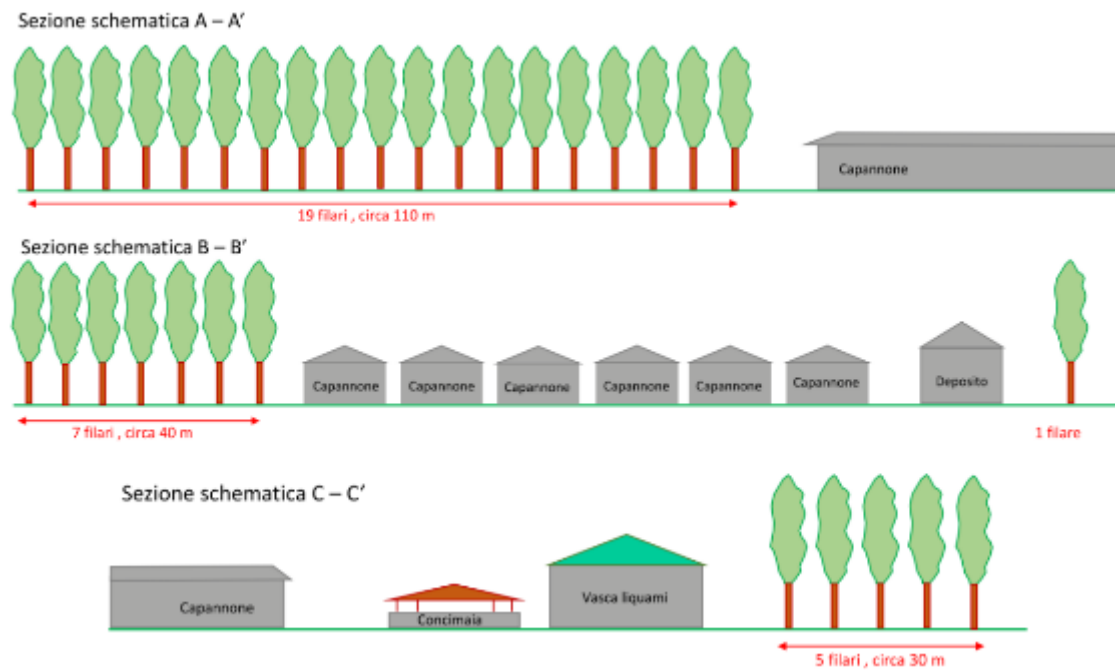 Sezione schematica A – A’
Capannone
19 filari , circa 110 m
Sezione schematica B – B’
Capannone
Capannone
Capannone
Capannone
Capannone
Capannone
Deposito
7 filari , circa 40 m
1 filare
Sezione schematica C – C’
Capannone
Concimaia
Vasca liquami
5 filari , circa 30 m